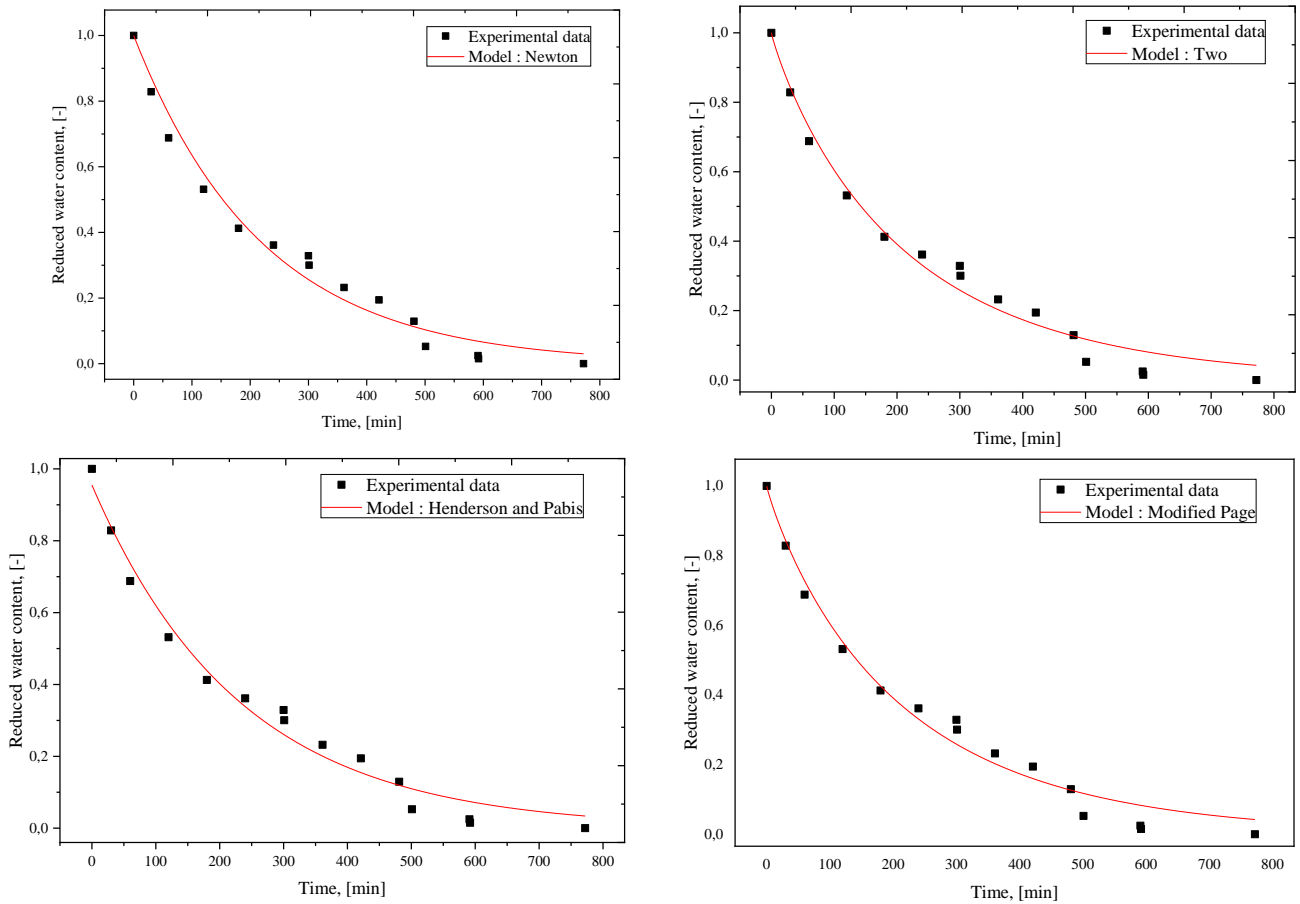 Experimental data
Model : Newton
1,0
0,8
0,6
0,4
0,2
0,0
Reduced water content, [-]
0 100 200 300 400 500 600 700 800
Time, [min]
Experimental data
Model : Two
1,0
0,8
0,6
0,4
0,2
0,0
Reduced water content, [-]
0 100 200 300 400 500 600 700 800
Time, [min]
Experimental data
Model : Henderson and Pabis
1,0
0,8
0,6
0,4
0,2
0,0
Reduced water content, [-]
0 100 200 300 400 500 600 700 800
Time, [min]
Experimental data
Model : Modified Page
1,0
0,8
0,6
0,4
0,2
0,0
Reduced water content, [-]
0 100 200 300 400 500 600 700 800
Time, [min]